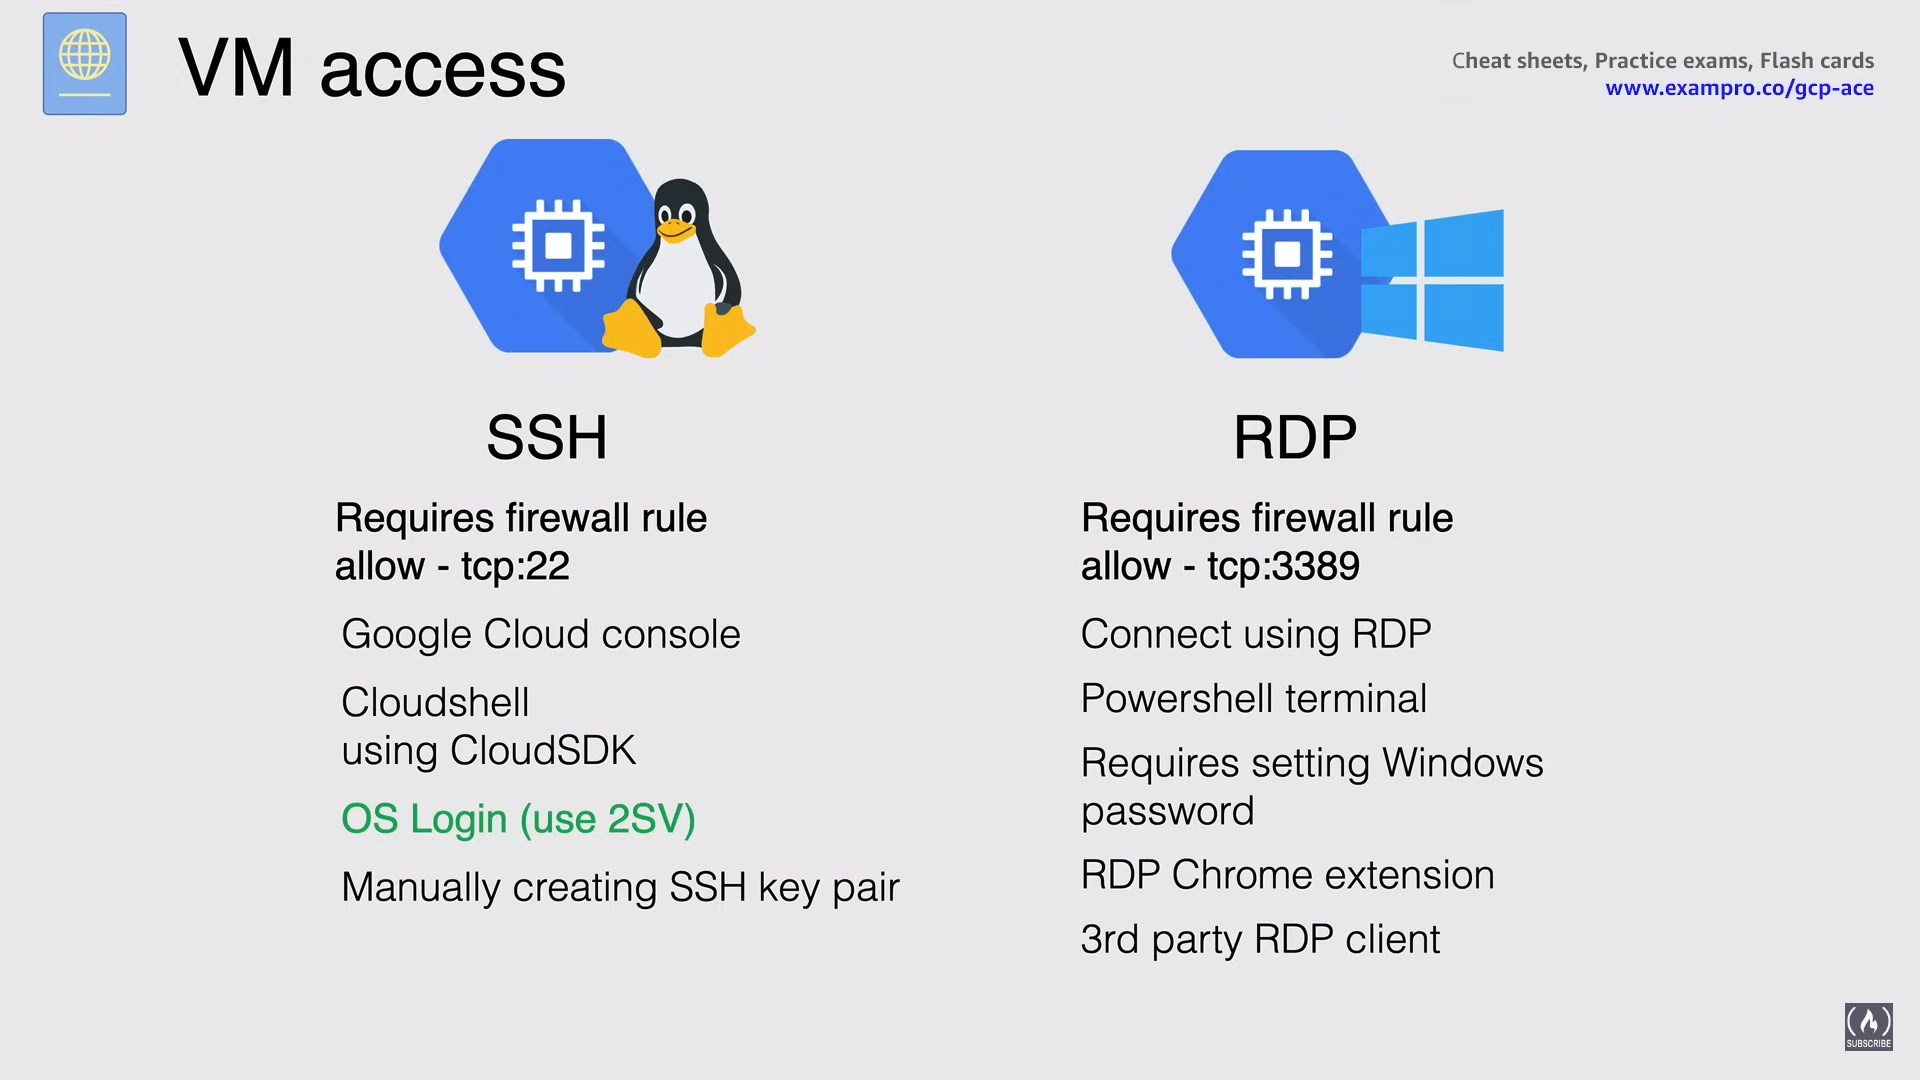 VM access
Cheat sheets, Practice exams, Flash cards
www.exampro.co/gcp-ace
SSH
Requires firewall rule
allow - tcp:22
Google Cloud console
Cloudshell
using CloudSDK
OS Login (use 2SV)
Manually creating SSH key pair
RDP
Requires firewall rule
allow - tcp:3389
Connect using RDP
Powershell terminal
Requires setting Windows
password
RDP Chrome extension
3rd party RDP client
SUBSCRIBE